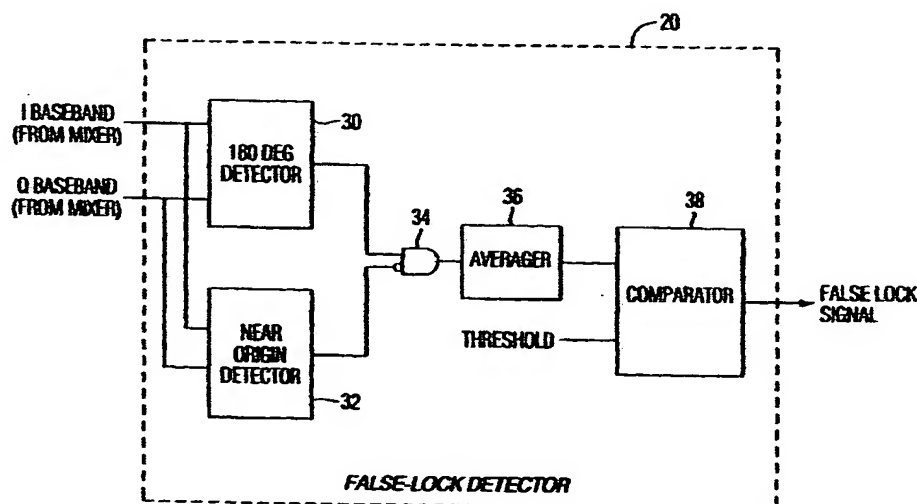 20
I BASEBAND
(FROM MIXER)
Q BASEBAND
(FROM MIXER)
180 DEG
DETECTOR
30
34
36
AVERAGER
38
COMPARATOR
FALSE LOCK
SIGNAL
THRESHOLD
NEAR
ORIGIN
DETECTOR
32
FALSE-LOCK DETECTOR